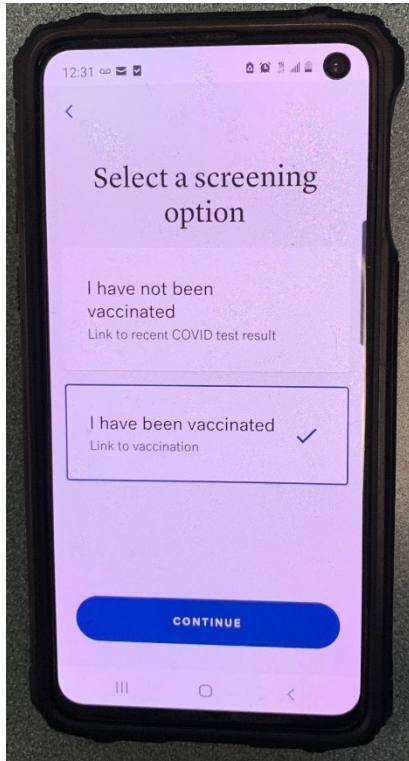 12:31
Select a screening
option
I have not been
vaccinated
Link to recent COVID test result
I have been vaccinated
Link to vaccination
CONTINUE